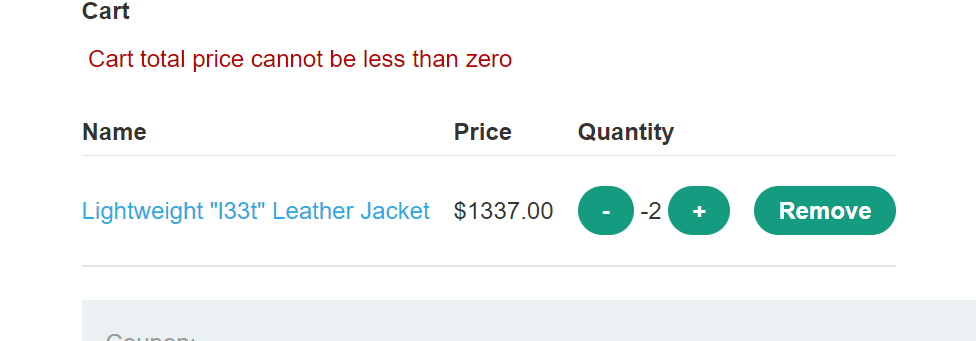 Cart
Cart total price cannot be less than zero
Name Price Quantity
Lightweight "l33t" Leather Jacket $1337.00 - -2 + Remove